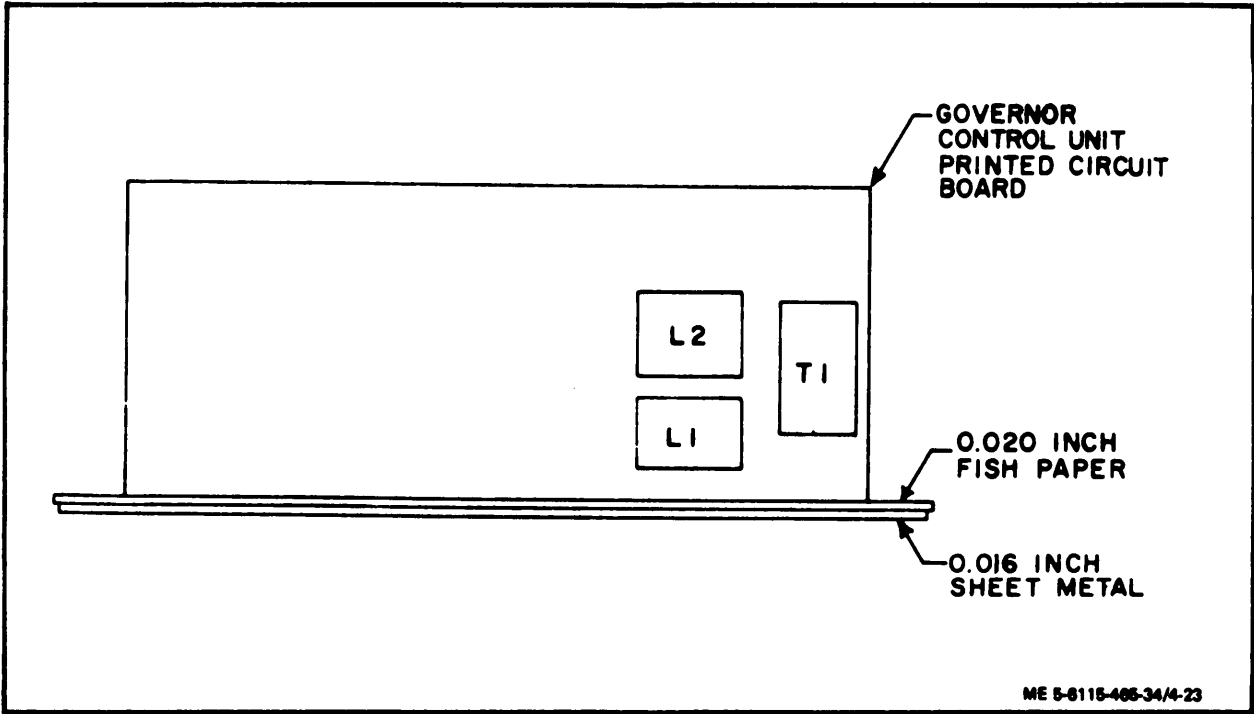 GOVERNOR
CONTROL UNIT
PRINTED CIRCUIT
BOARD
L2
T1
L1
0.020 INCH
FISH PAPER
0.016 INCH
SHEET METAL
ME 5-6115-465-34/4-23